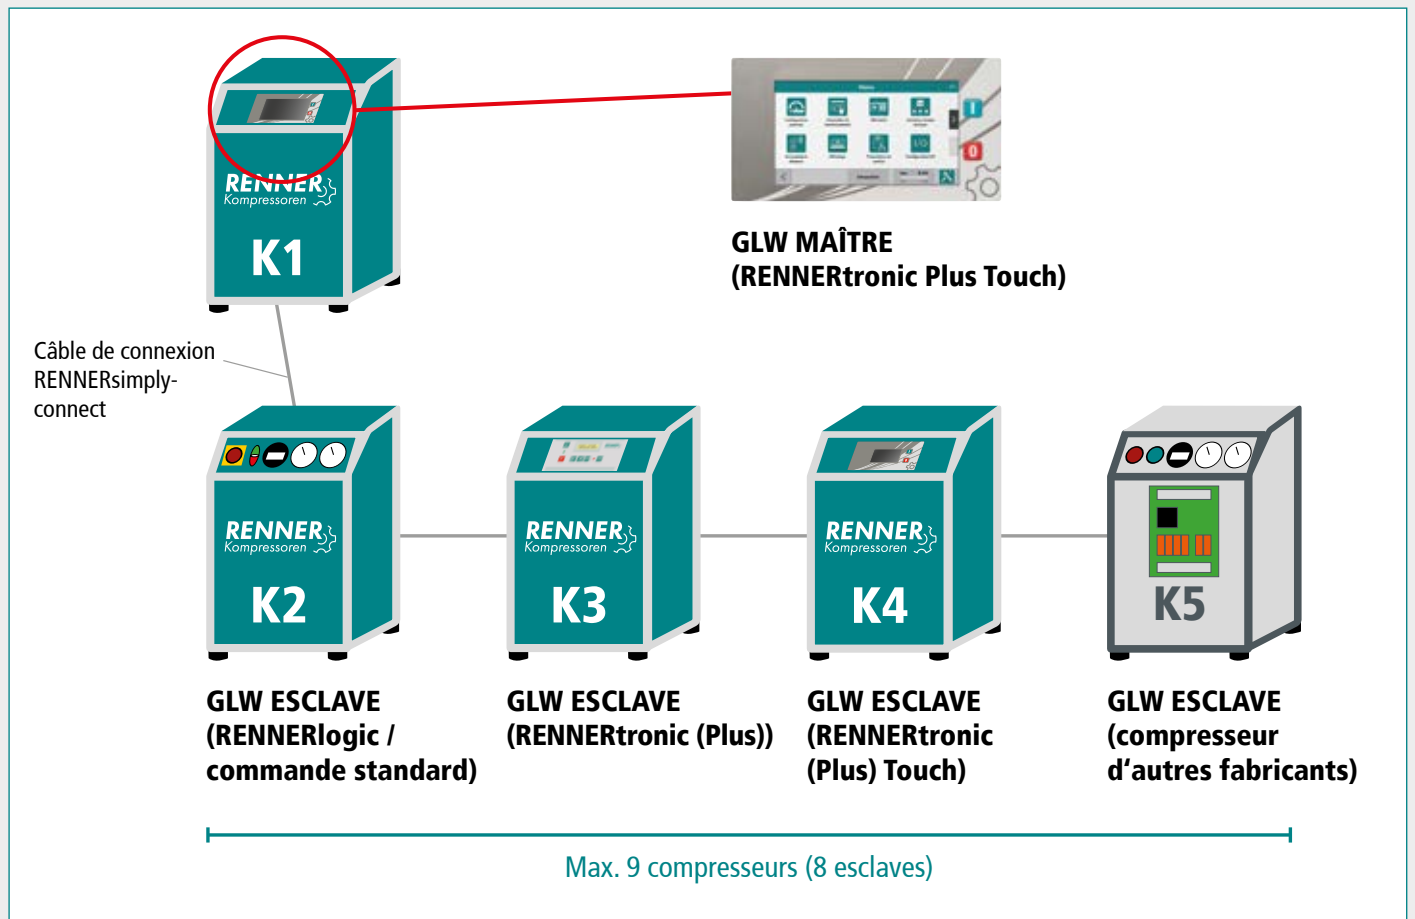 RENNER
Kompressoren
K1
I
0
GLW MAÎTRE
(RENNERtronic Plus Touch)
Câble de connexion
RENNERsimply-
connect
RENNER
Kompressoren
K2
RENNER
Kompressoren
K3
RENNER
Kompressoren
K4
K5
GLW ESCLAVE
(RENNERlogic /
commande standard)
GLW ESCLAVE
(RENNERtronic (Plus))
GLW ESCLAVE
(RENNERtronic
(Plus) Touch)
GLW ESCLAVE
(compresseur
d‘autres fabricants)
Max. 9 compresseurs (8 esclaves)